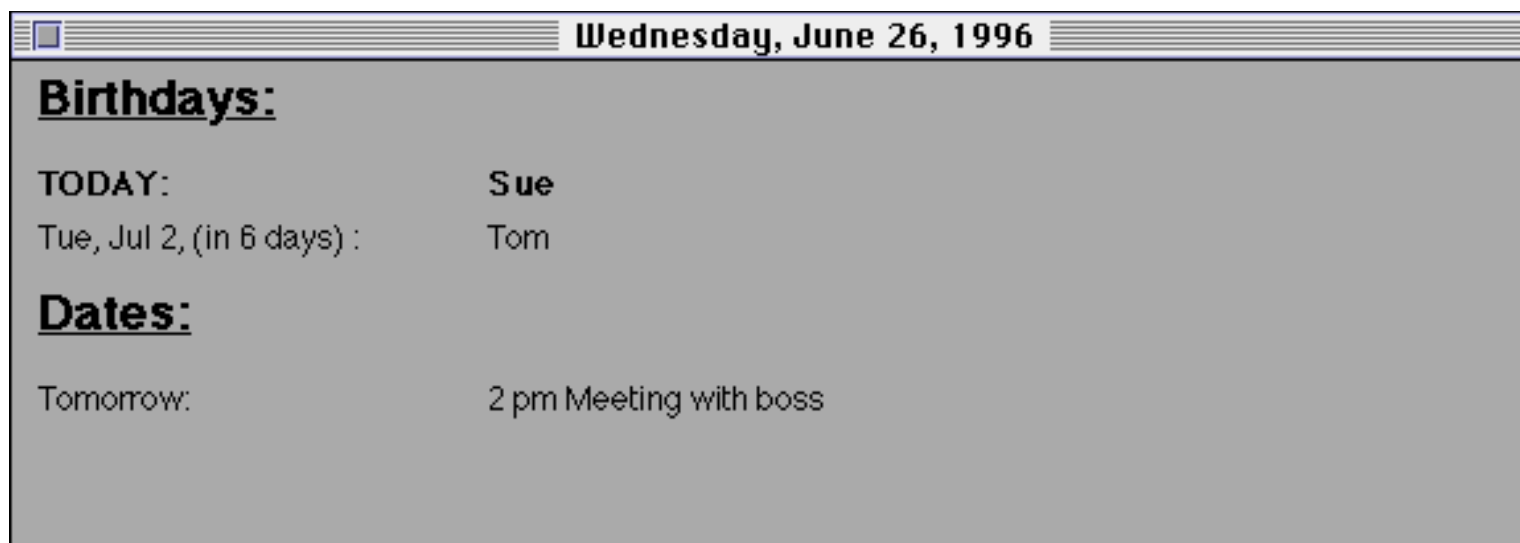 Wednesday, June 26, 1996
Birthdays:
TODAY: Sue
Tue, Jul 2, (in 6 days) : Tom
Dates:
Tomorrow: 2 pm Meeting with boss